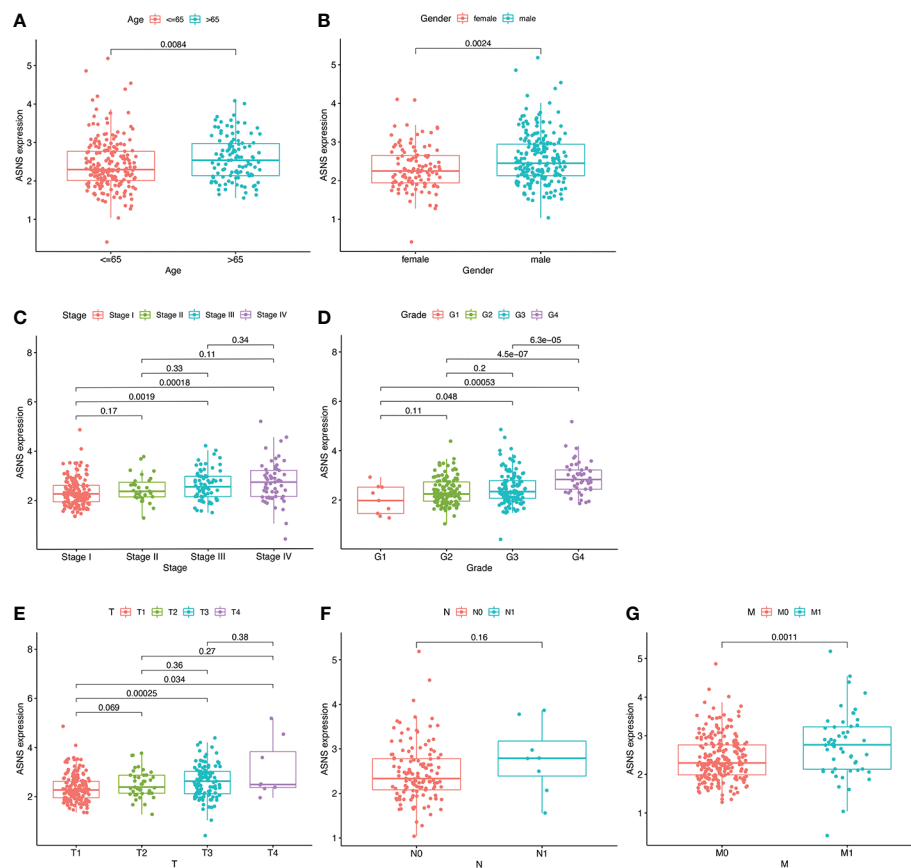 A
Age <=65 >65
0.0084
5
4
3
2
1
ASNS expression
<=65 >65
Age
B
Gender female male
0.0024
5
4
3
2
1
ASNS expression
female male
Gender
C
Stage Stage I Stage II Stage III Stage IV
0.34
0.11
0.33
0.00018
0.0019
0.17
8
6
4
2
ASNS expression
Stage I Stage II Stage III Stage IV
Stage
D
Grade G1 G2 G3 G4
6.3e−05
4.5e−07
0.2
0.00053
0.048
0.11
8
6
4
2
ASNS expression
G1 G2 G3 G4
Grade
E
T T1 T2 T3 T4
0.38
0.27
0.36
0.034
0.00025
0.069
8
6
4
2
ASNS expression
T1 T2 T3 T4
T
F
N N0 N1
0.16
5
4
3
2
1
ASNS expression
N0 N1
N
G
M M0 M1
0.0011
5
4
3
2
1
ASNS expression
M0 M1
M